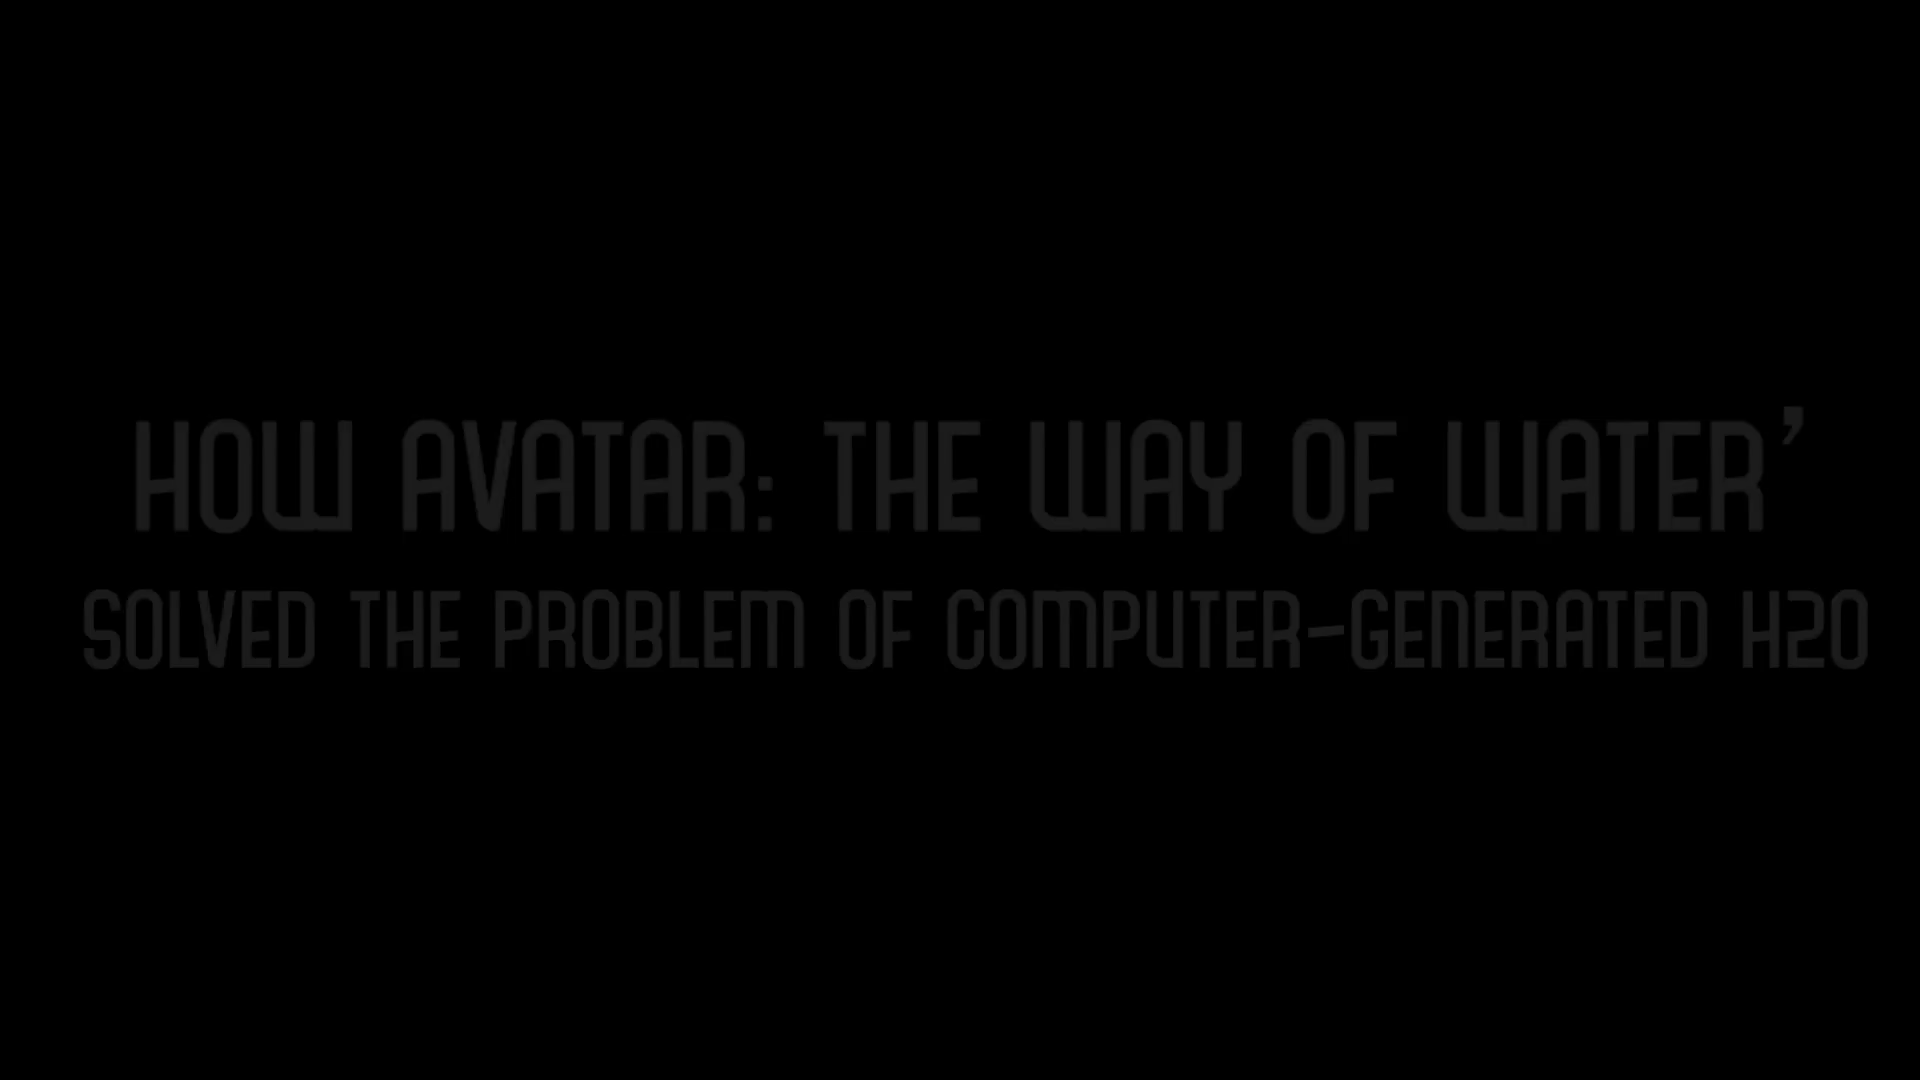 HOW AVATAR: THE WAY OF WATER’
SOLVED THE PROBLEM OF COMPUTER-GENERATED H2O